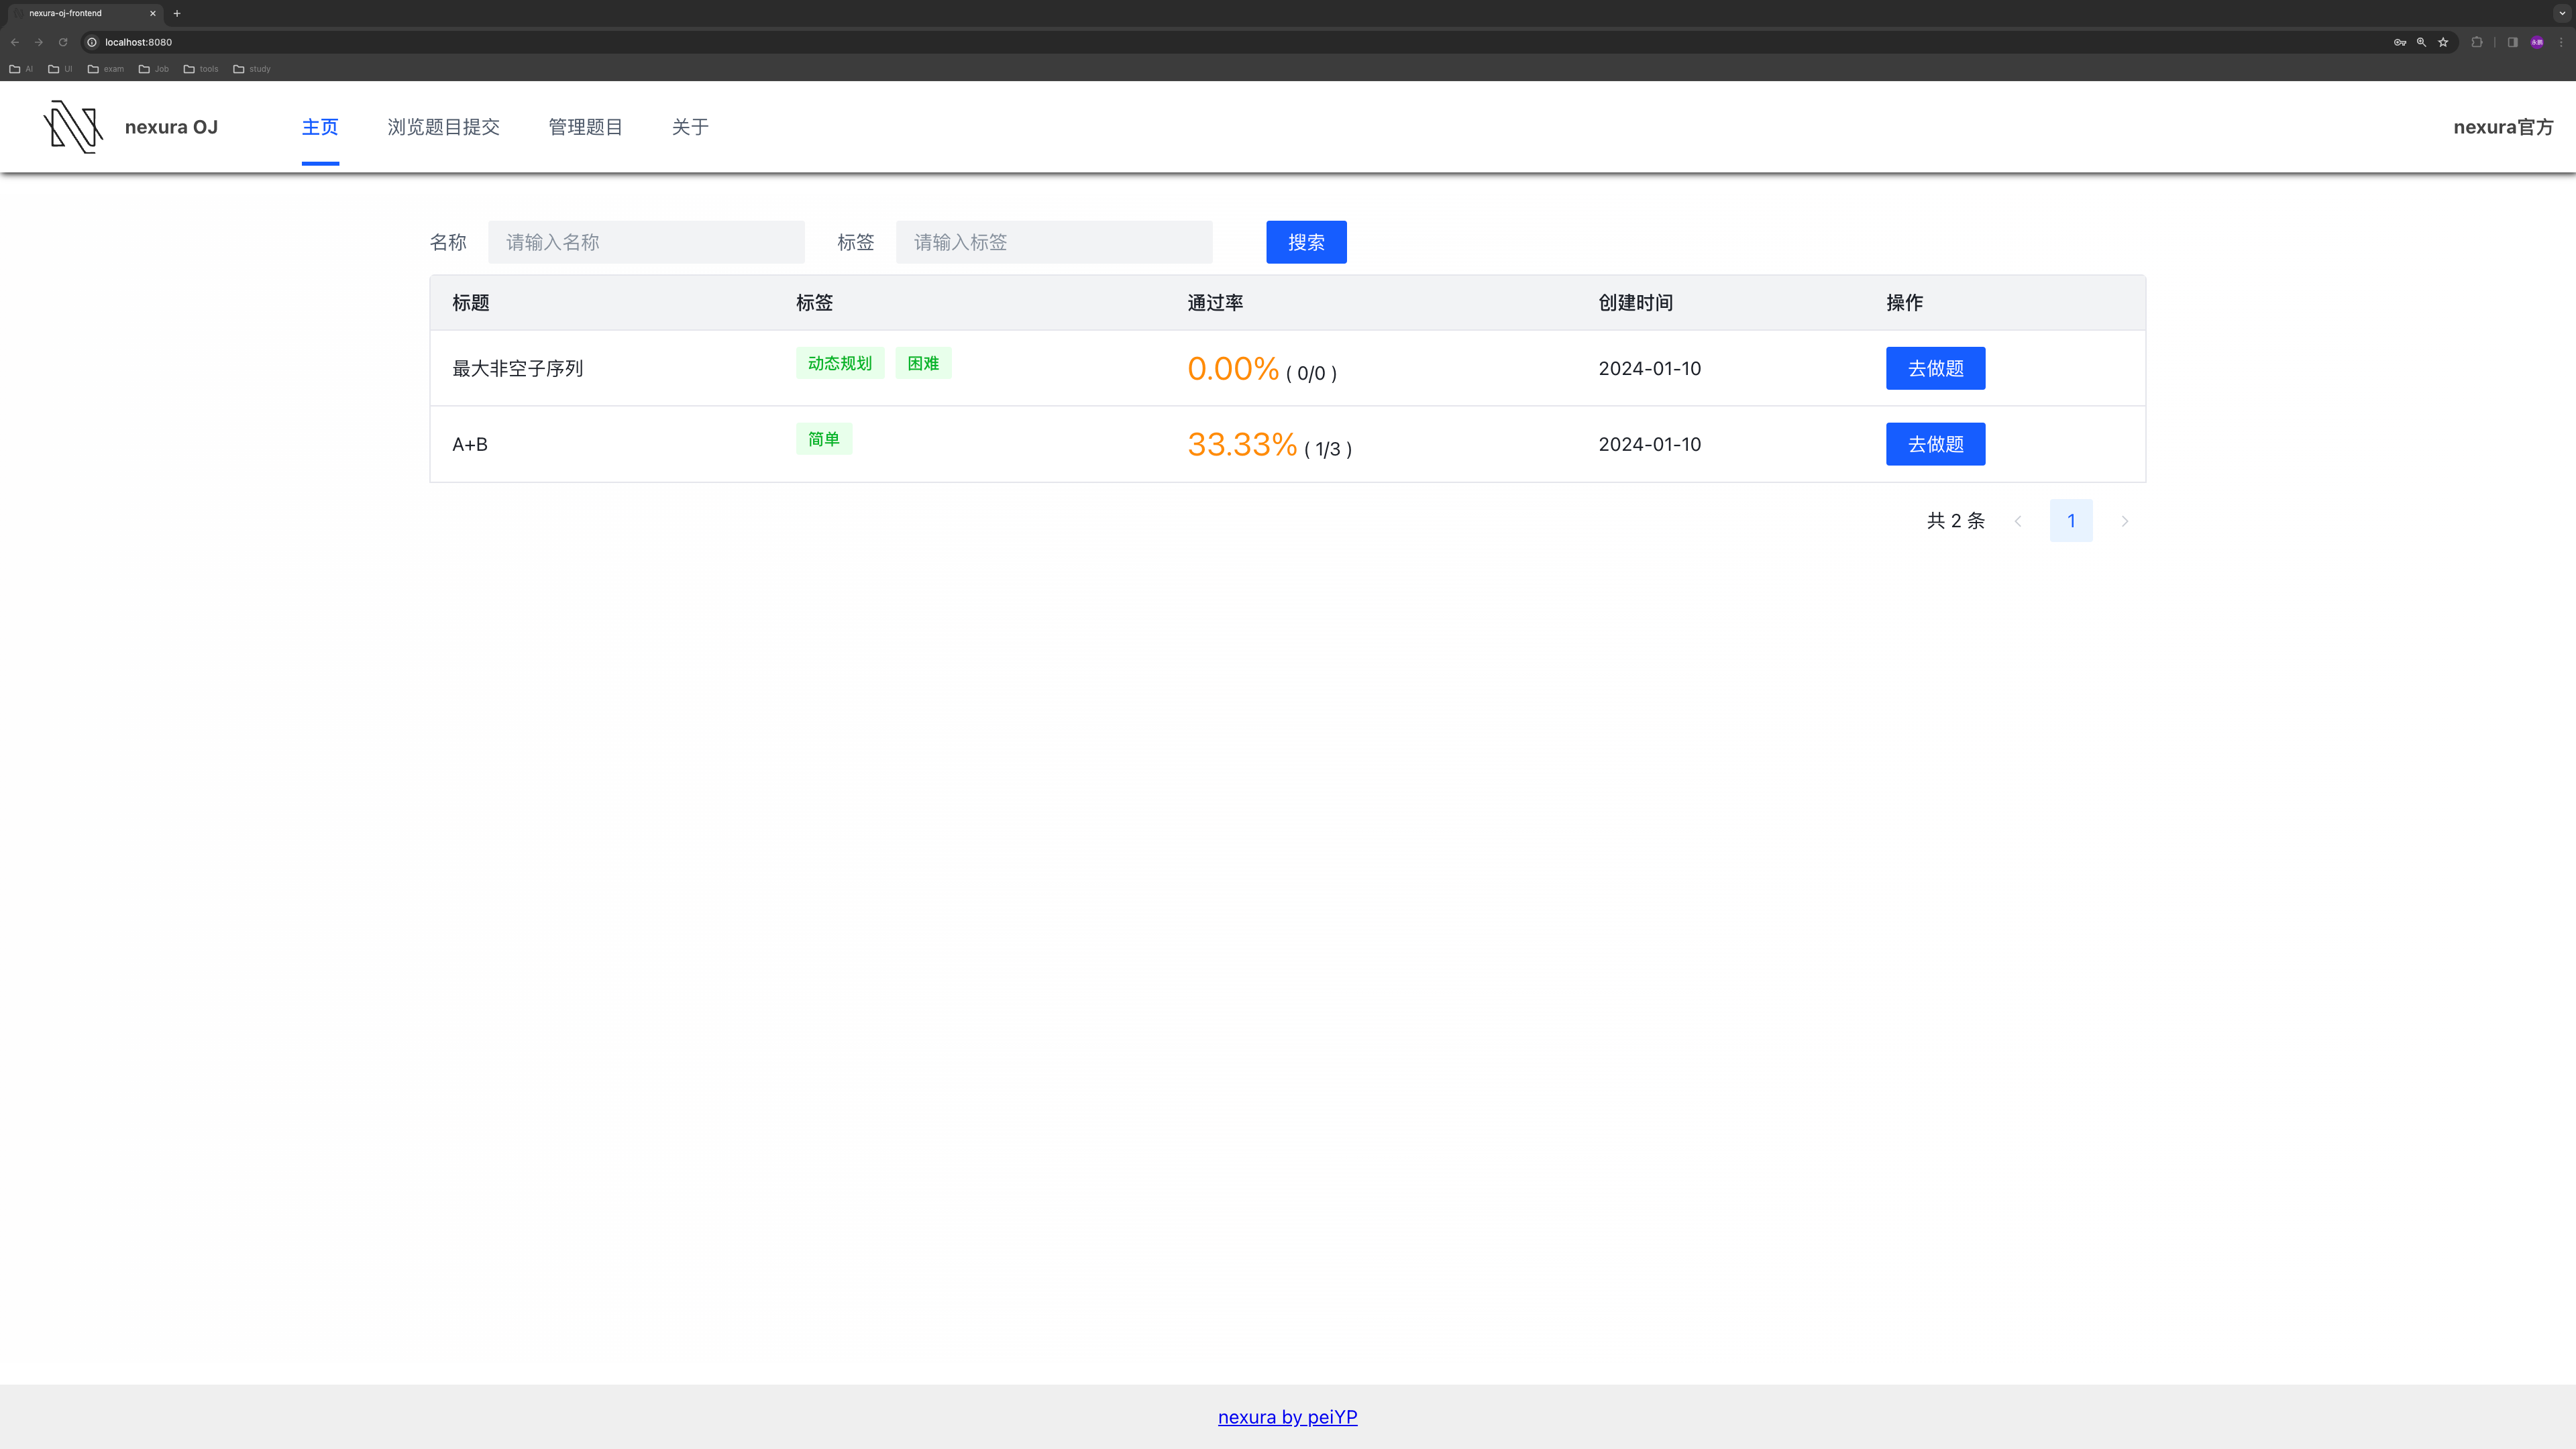 nexura-oj-frontend
localhost:8080
AI UI exam Job tools study
nexura OJ 主页 浏览题目提交 管理题目 关于 nexura官方
名称 请输入名称 标签 请输入标签 搜索
标题 标签 通过率 创建时间 操作
最大非空子序列 动态规划 困难 0.00% ( 0/0 ) 2024-01-10 去做题
A+B 简单 33.33% ( 1/3 ) 2024-01-10 去做题
共 2 条 1
nexura by peiYP